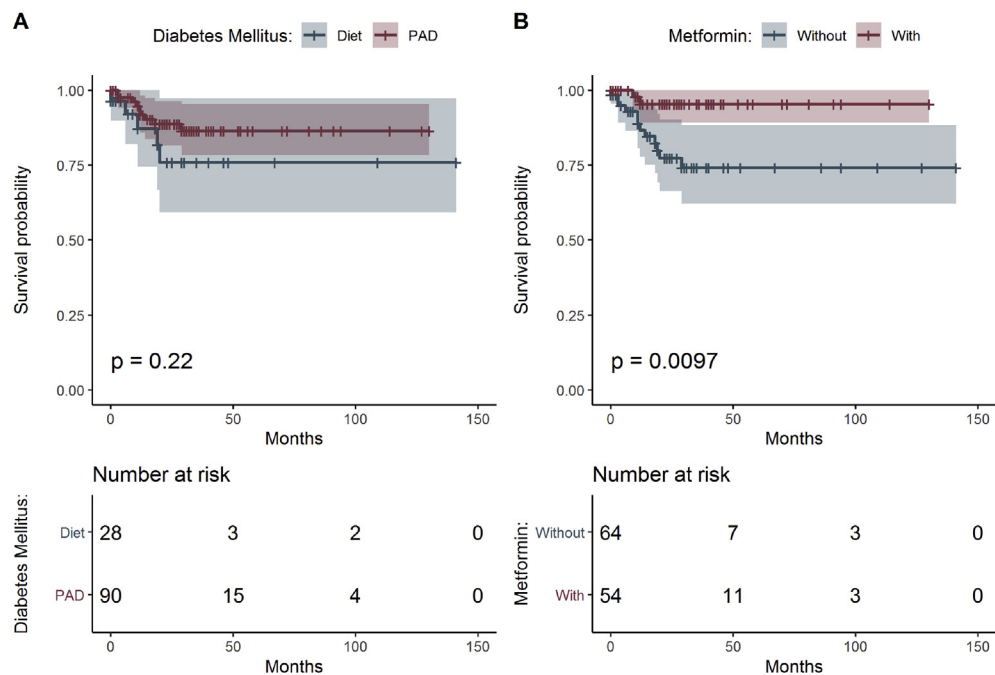 A
Diabetes Mellitus: Diet PAD
Survival probability
1.00
0.75
0.50
0.25
0.00
p = 0.22
0 50 100 150
Months
Number at risk
Diabetes Mellitus:
Diet 28 3 2 0
PAD 90 15 4 0
0 50 100 150
Months
B
Metformin: Without With
Survival probability
1.00
0.75
0.50
0.25
0.00
p = 0.0097
0 50 100 150
Months
Number at risk
Metformin:
Without 64 7 3 0
With 54 11 3 0
0 50 100 150
Months